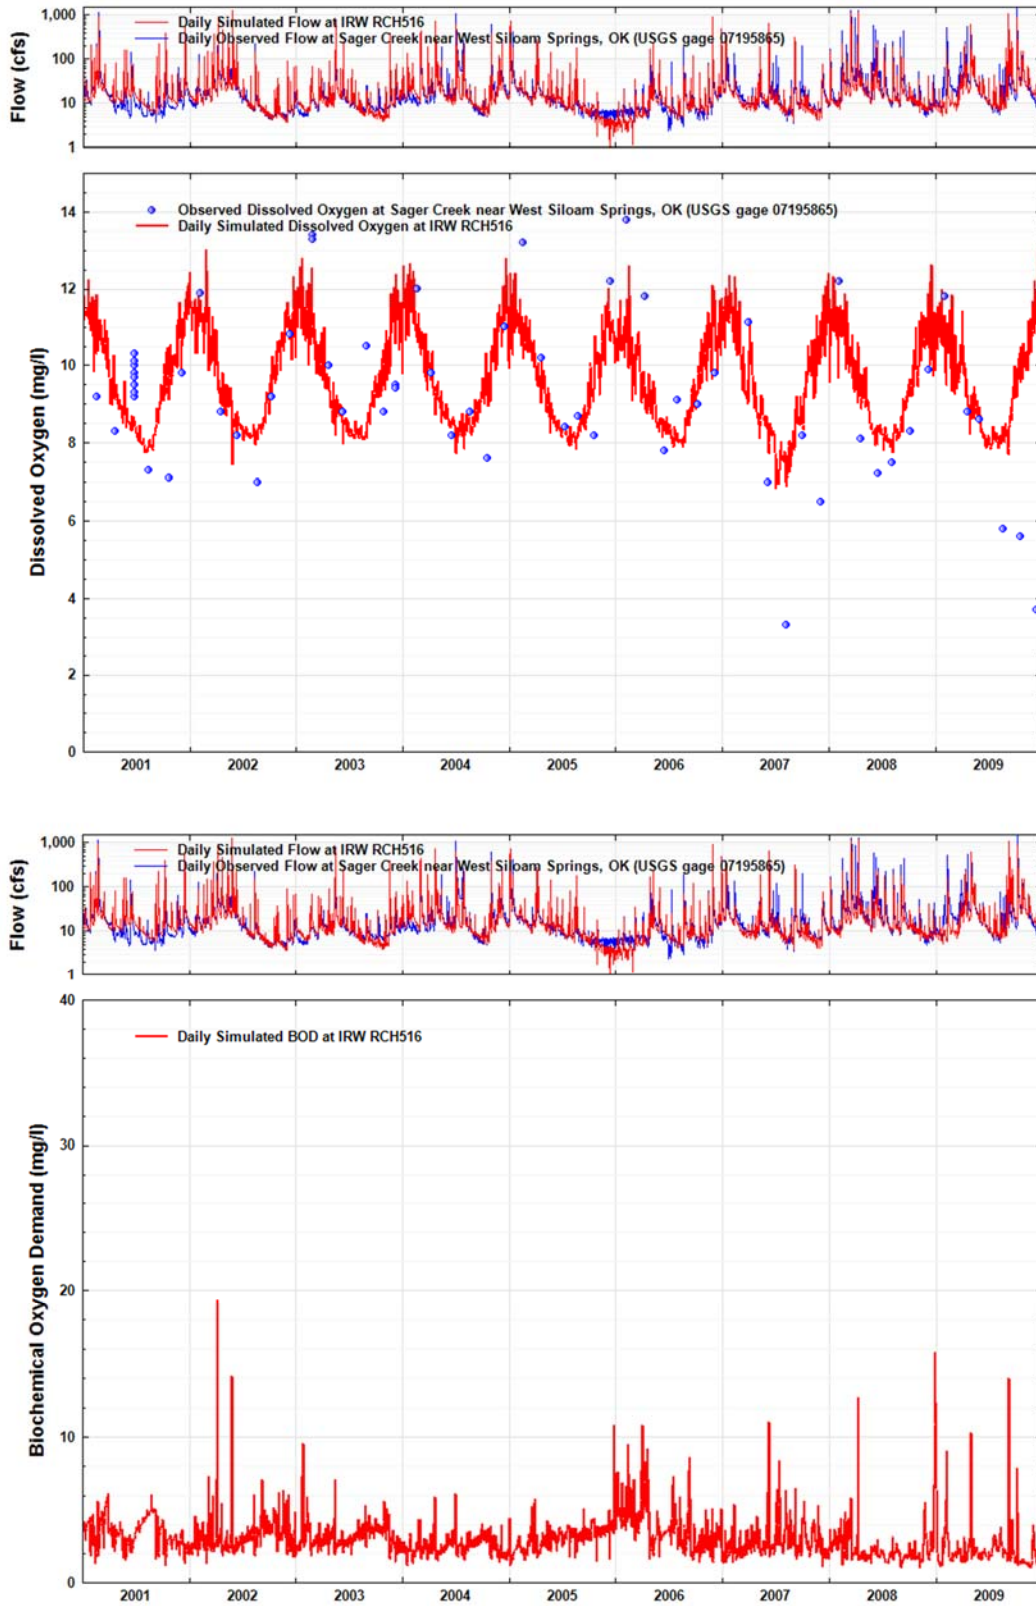 1,000
100
10
1
Flow (cfs)
Daily Simulated Flow at IRW RCH516
Daily Observed Flow at Sager Creek near West Siloam Springs, OK (USGS gage 07195865)
14
12
10
8
6
4
2
0
Dissolved Oxygen (mg/l)
Observed Dissolved Oxygen at Sager Creek near West Siloam Springs, OK (USGS gage 07195865)
Daily Simulated Dissolved Oxygen at IRW RCH516
2001 2002 2003 2004 2005 2006 2007 2008 2009
1,000
100
10
1
Flow (cfs)
Daily Simulated Flow at IRW RCH516
Daily Observed Flow at Sager Creek near West Siloam Springs, OK (USGS gage 07195865)
40
30
20
10
0
Biochemical Oxygen Demand (mg/l)
Daily Simulated BOD at IRW RCH516
2001 2002 2003 2004 2005 2006 2007 2008 2009